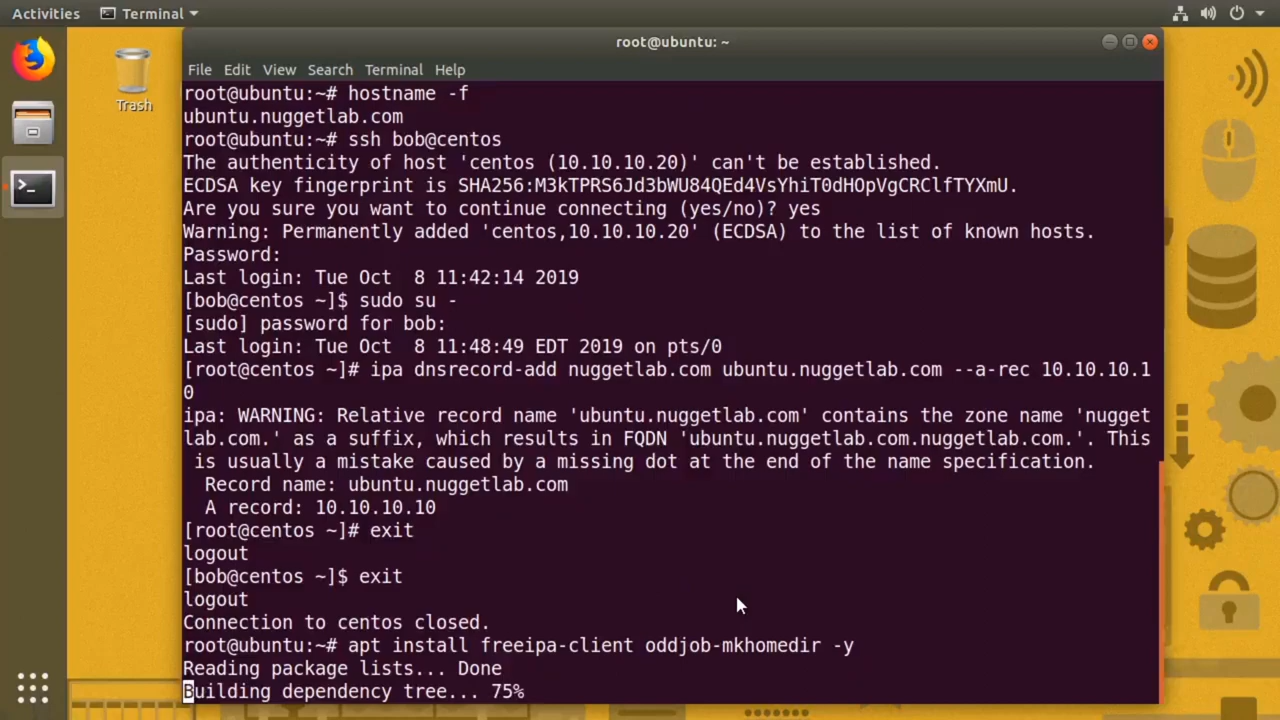 Activities
Terminal
root@ubuntu: ~
File Edit View Search Terminal Help
Trash
root@ubuntu:~# hostname -f
ubuntu.nuggetlab.com
root@ubuntu:~# ssh bob@centos
The authenticity of host 'centos (10.10.10.20)' can't be established.
ECDSA key fingerprint is SHA256:M3kTPRS6Jd3bWU84QEd4VsYhiT0dHOpVgCRClfTYXmU.
Are you sure you want to continue connecting (yes/no)? yes
Warning: Permanently added 'centos,10.10.10.20' (ECDSA) to the list of known hosts.
Password:
Last login: Tue Oct  8 11:42:14 2019
[bob@centos ~]$ sudo su -
[sudo] password for bob:
Last login: Tue Oct  8 11:48:49 EDT 2019 on pts/0
[root@centos ~]# ipa dnsrecord-add nuggetlab.com ubuntu.nuggetlab.com --a-rec 10.10.10.1
0
ipa: WARNING: Relative record name 'ubuntu.nuggetlab.com' contains the zone name 'nugget
lab.com.' as a suffix, which results in FQDN 'ubuntu.nuggetlab.com.nuggetlab.com.'. This
 is usually a mistake caused by a missing dot at the end of the name specification.
  Record name: ubuntu.nuggetlab.com
  A record: 10.10.10.10
[root@centos ~]# exit
logout
[bob@centos ~]$ exit
logout
Connection to centos closed.
root@ubuntu:~# apt install freeipa-client oddjob-mkhomedir -y
Reading package lists... Done
Building dependency tree... 75%